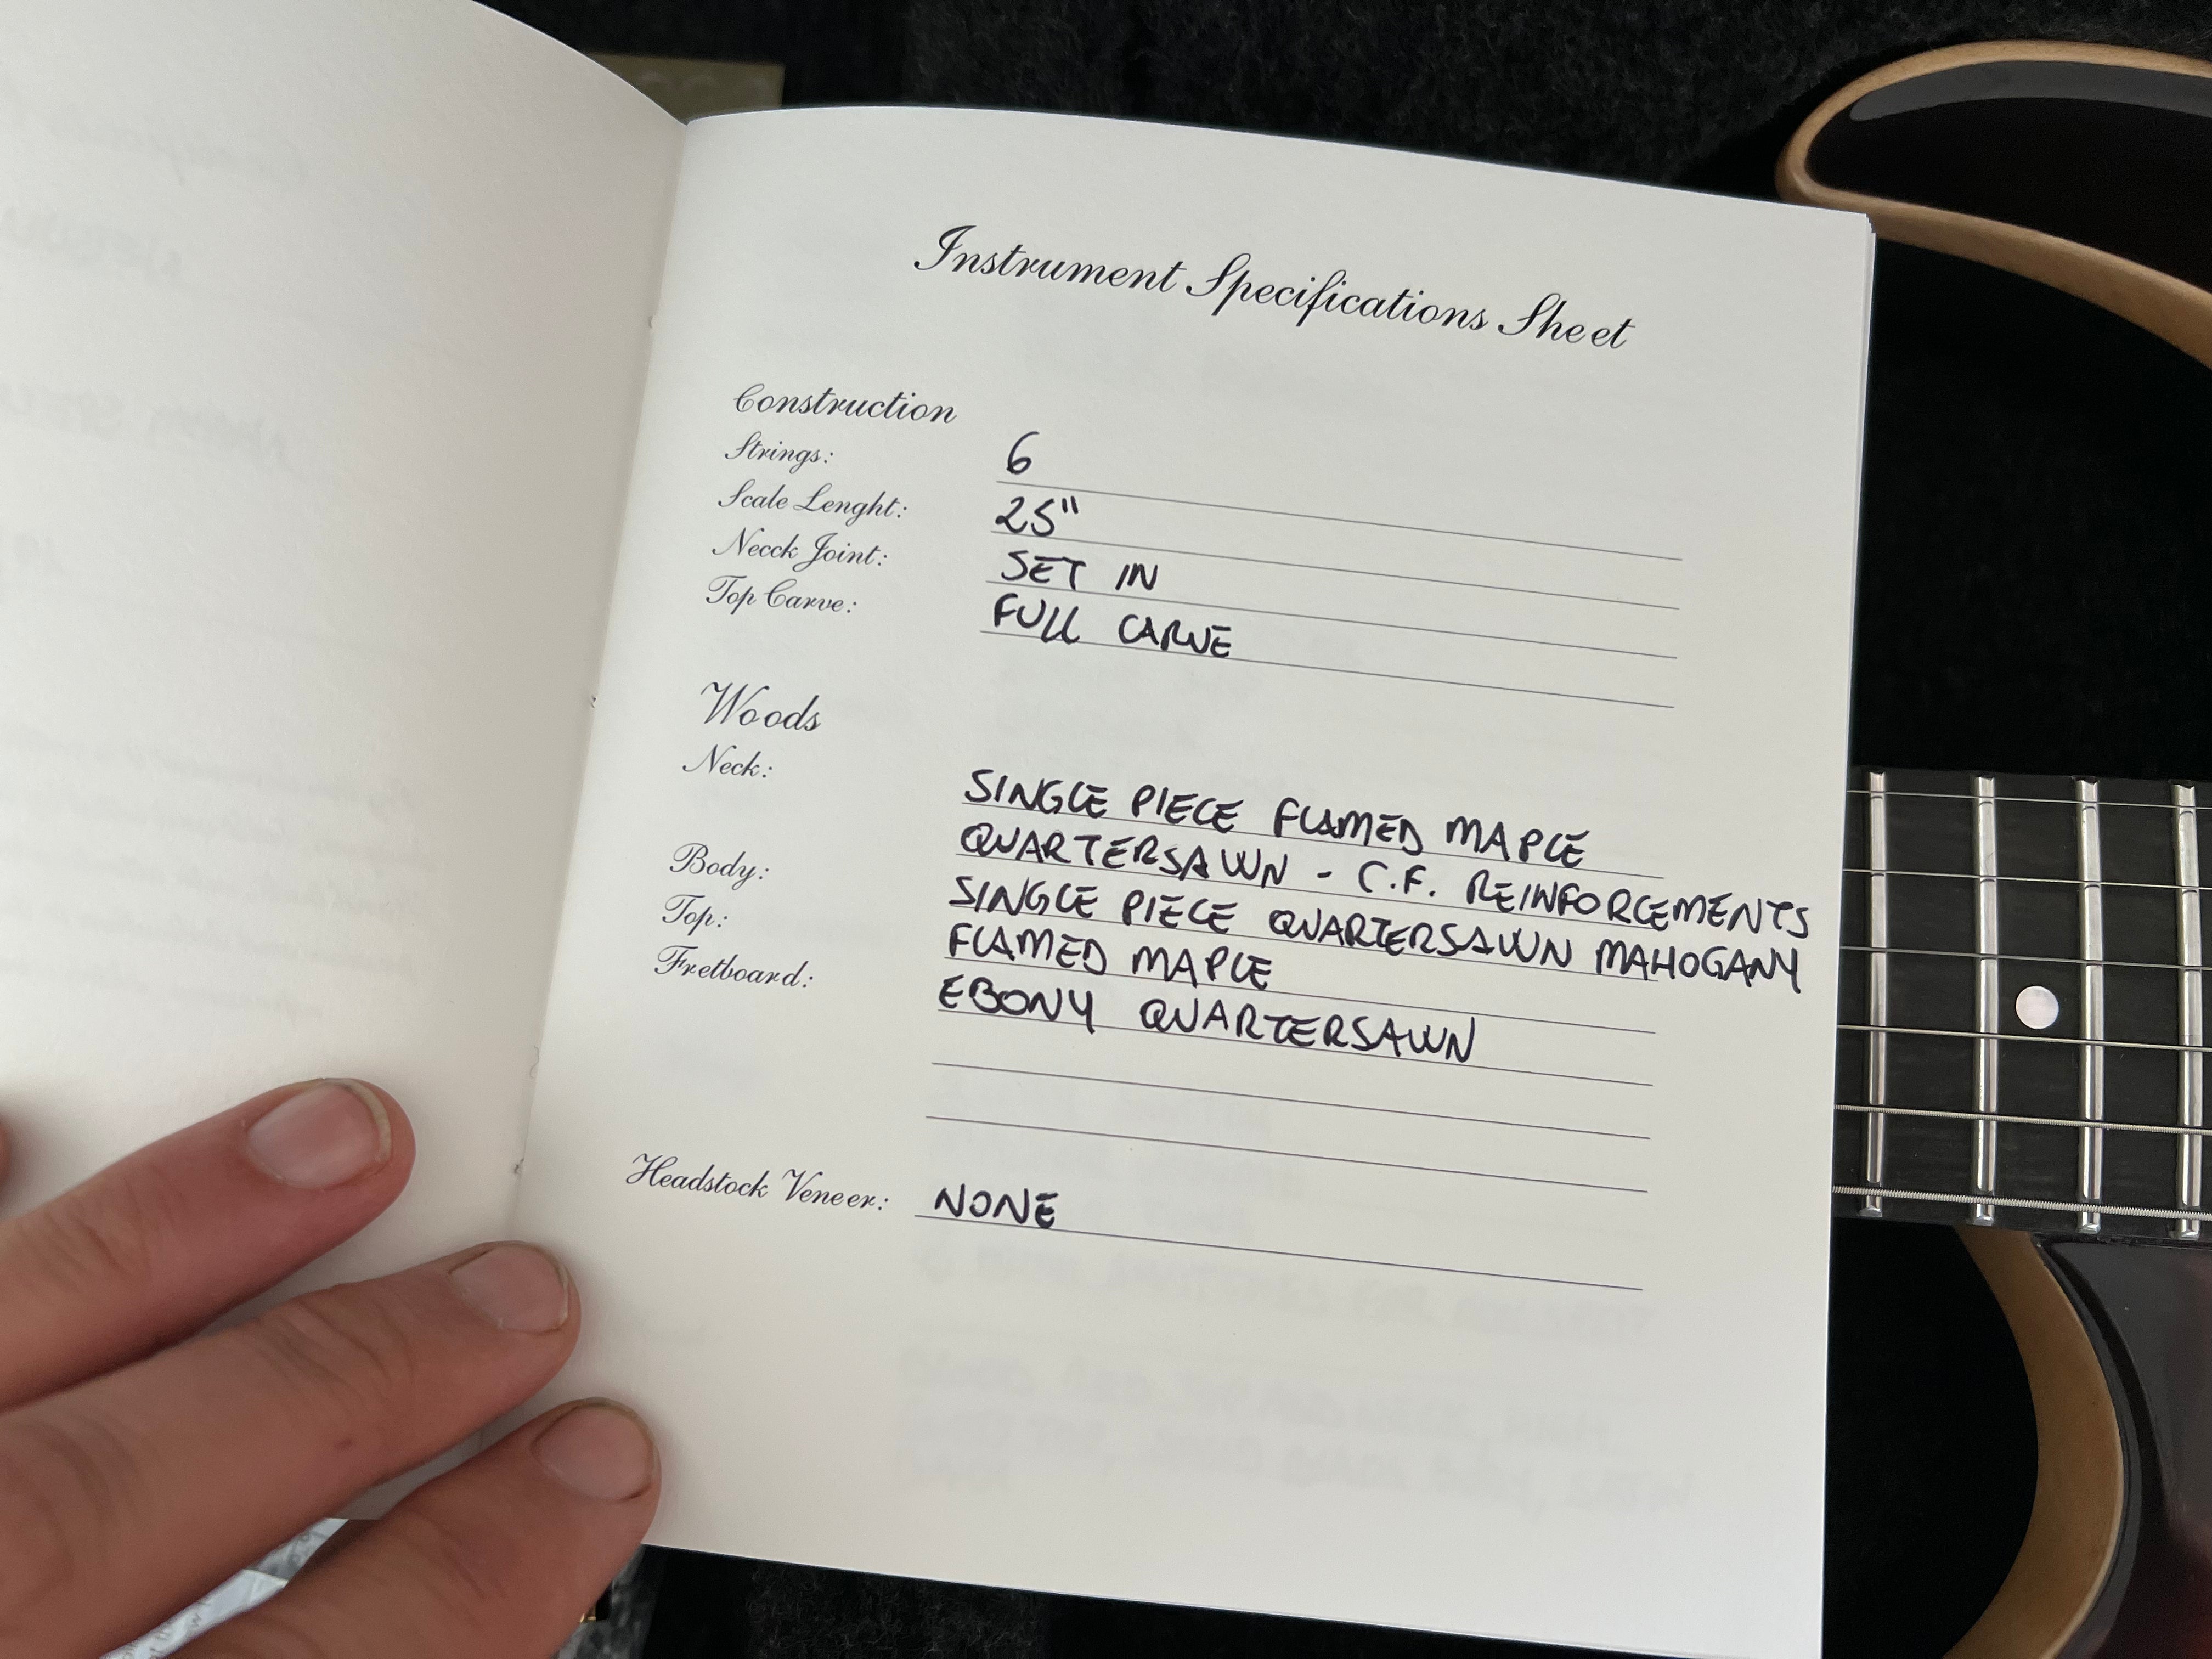 Instrument Specifications Sheet
Construction
Strings: 6
Scale Lenght: 25"
Necck Joint: SET IN
Top Carve: FULL CARVE
Woods
Neck: SINGLE PIECE FLAMED MAPLE
QUARTERSAWN - C.F. REINFORCEMENTS
Body: SINGLE PIECE QUARTERSAWN MAHOGANY
Top: FLAMED MAPLE
Fretboard: EBONY QUARTERSAWN
Headstock Veneer: NONE